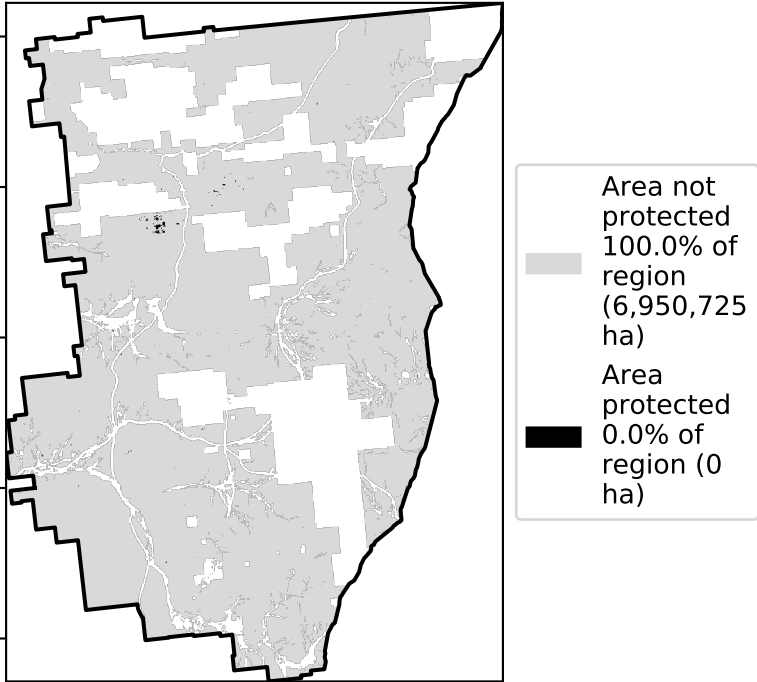 Area not
protected
100.0% of
region
(6,950,725
ha)
Area
protected
0.0% of
region (0
ha)